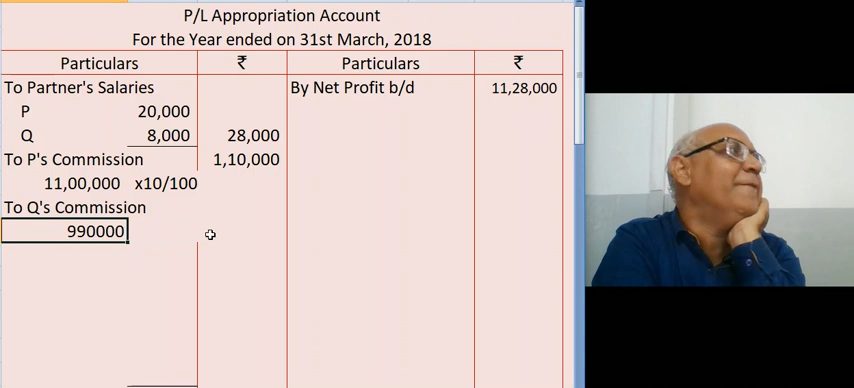 P/L Appropriation Account
For the Year ended on 31st March, 2018
Particulars ₹ Particulars ₹
To Partner's Salaries By Net Profit b/d 11,28,000
P 20,000
Q 8,000 28,000
To P's Commission 1,10,000
11,00,000 x10/100
To Q's Commission
990000